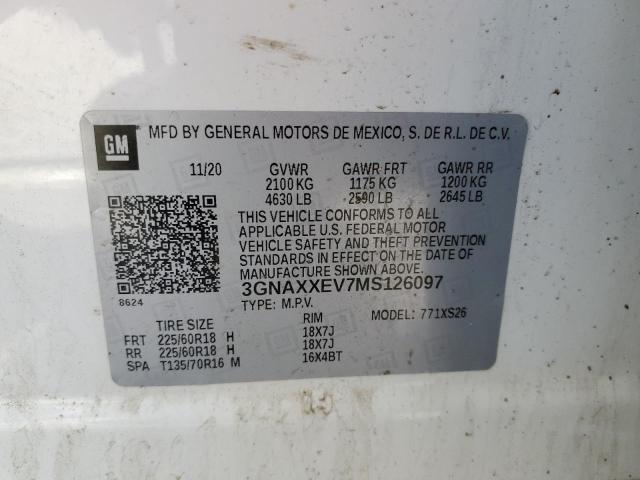 GM
MFD BY GENERAL MOTORS DE MEXICO, S. DE R.L. DE C.V.
11/20 GVWR GAWR FRT GAWR RR
2100 KG 1175 KG 1200 KG
4630 LB 2590 LB 2645 LB
THIS VEHICLE CONFORMS TO ALL
APPLICABLE U.S. FEDERAL MOTOR
VEHICLE SAFETY AND THEFT PREVENTION
STANDARDS IN EFFECT ON THE DATE OF
MANUFACTURE SHOWN ABOVE.
3GNAXXEV7MS126097
8624
TYPE: M.P.V. MODEL: 771XS26
TIRE SIZE RIM
FRT 225/60R18 H 18X7J
RR 225/60R18 H 18X7J
SPA T135/70R16 M 16X4BT